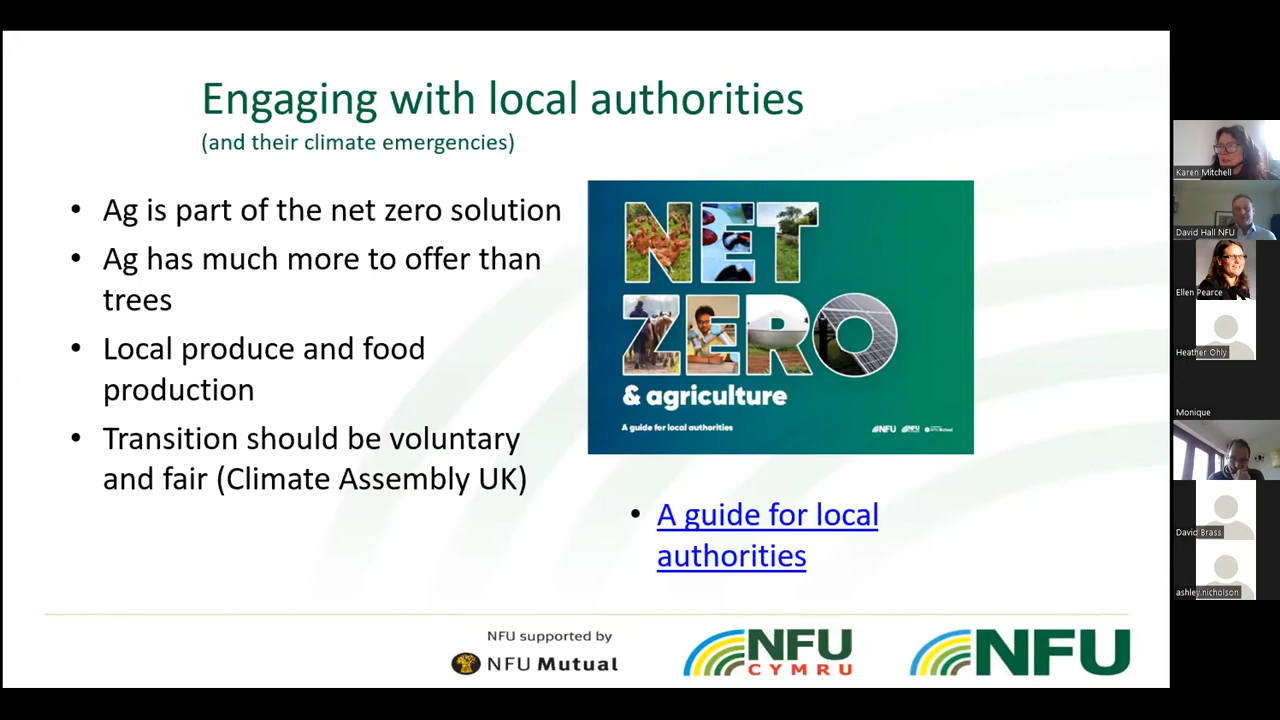 Engaging with local authorities
(and their climate emergencies)
• Ag is part of the net zero solution
• Ag has much more to offer than
trees
• Local produce and food
production
• Transition should be voluntary
and fair (Climate Assembly UK)
NET
ZERO
& agriculture
A guide for local authorities
NFU
NFU
NFU Mutual
• A guide for local
authorities
NFU supported by
NFU Mutual
NFU
CYMRU
NFU
Karen Mitchell
David Hall NFU
Ellen Pearce
Heather Ohly
Monique
David Brass
ashley.nicholson